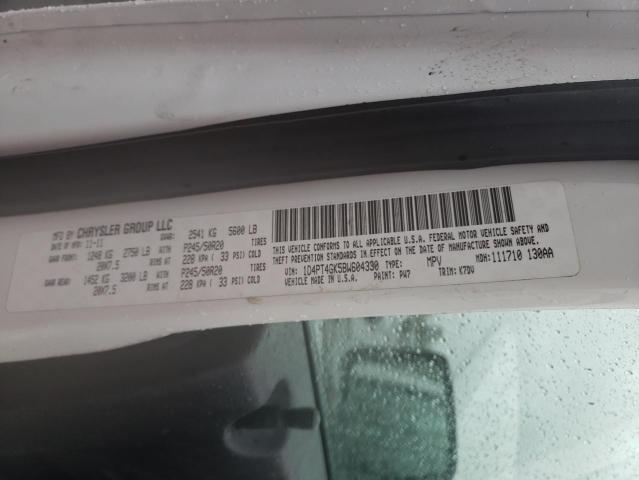 MFD BY CHRYSLER GROUP LLC
DATE OF MFD 11-11
GVWR: 2541 KG 5600 LB
GAWR FRONT: 1248 KG 2750 LB WITH P245/50R20 TIRES
20X7.5 RIMS AT 228 KPA ( 33 PSI) COLD
GAWR REAR: 1452 KG 3200 LB WITH P245/50R20 TIRES
20X7.5 RIMS AT 228 KPA ( 33 PSI) COLD
THIS VEHICLE CONFORMS TO ALL APPLICABLE U.S.A. FEDERAL MOTOR VEHICLE SAFETY, BUMPER AND
THEFT PREVENTION STANDARDS IN EFFECT ON THE DATE OF MANUFACTURE SHOWN ABOVE.
VIN: 1D4PT4GK5BW604330 TYPE: MPV MDH: 111710 130AA
VEHICLE MADE IN U.S.A. PAINT: PW7 TRIM: K7DV